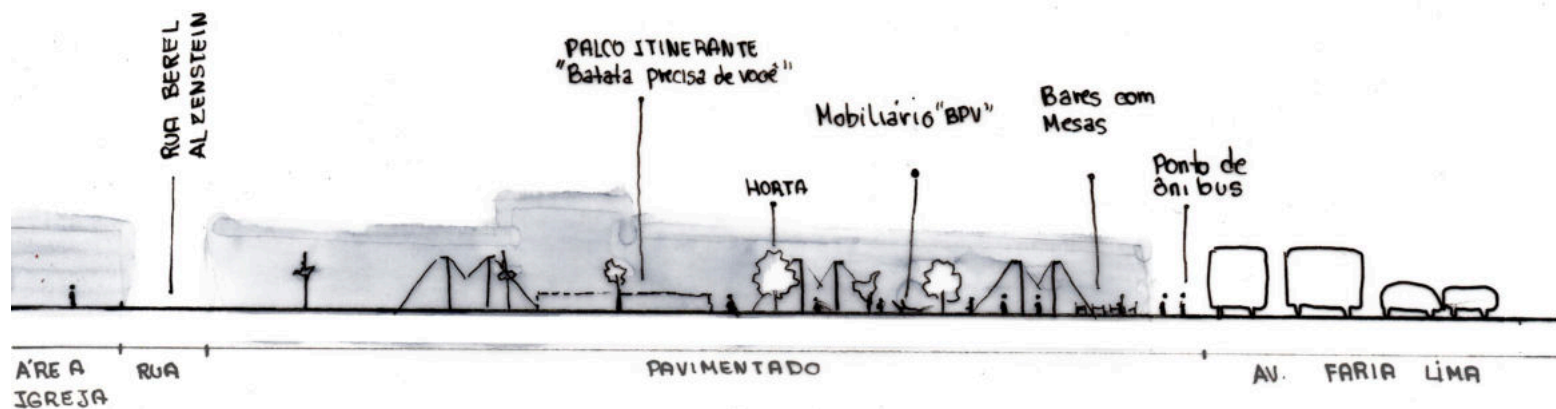 RUA BEREL
ALZENSTEIN
PALCO ITINERANTE
"Batata precisa de você"
HORTA
Mobiliário "BPV"
Bares com
Mesas
Ponto de
ônibus
ÁREA
IGREJA
RUA
PAVIMENTADO
AV. FARIA LIMA